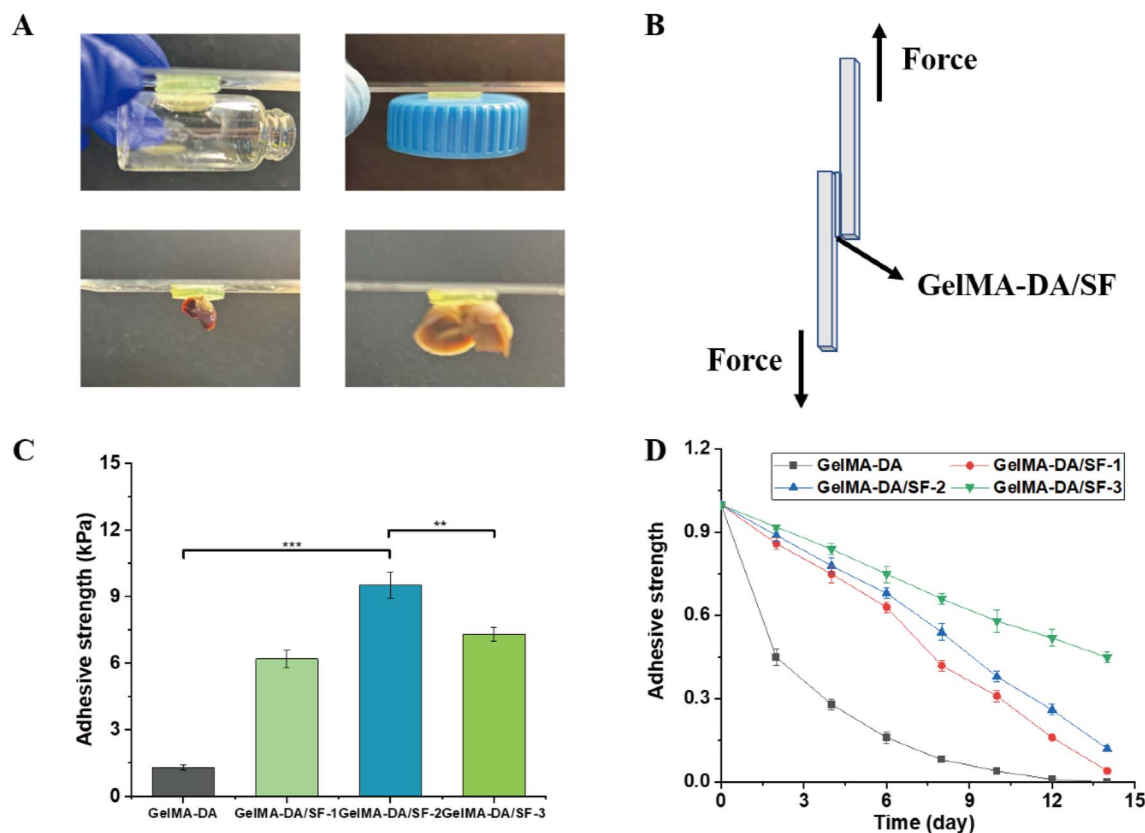 A
B
Force
GelMA-DA/SF
Force
C
Adhesive strength (kPa)
15
12
9
6
3
0
***
**
GelMA-DA GelMA-DA/SF-1 GelMA-DA/SF-2 GelMA-DA/SF-3
D
Adhesive strength
1.2
0.9
0.6
0.3
0.0
GelMA-DA GelMA-DA/SF-1
GelMA-DA/SF-2 GelMA-DA/SF-3
0 3 6 9 12 15
Time (day)